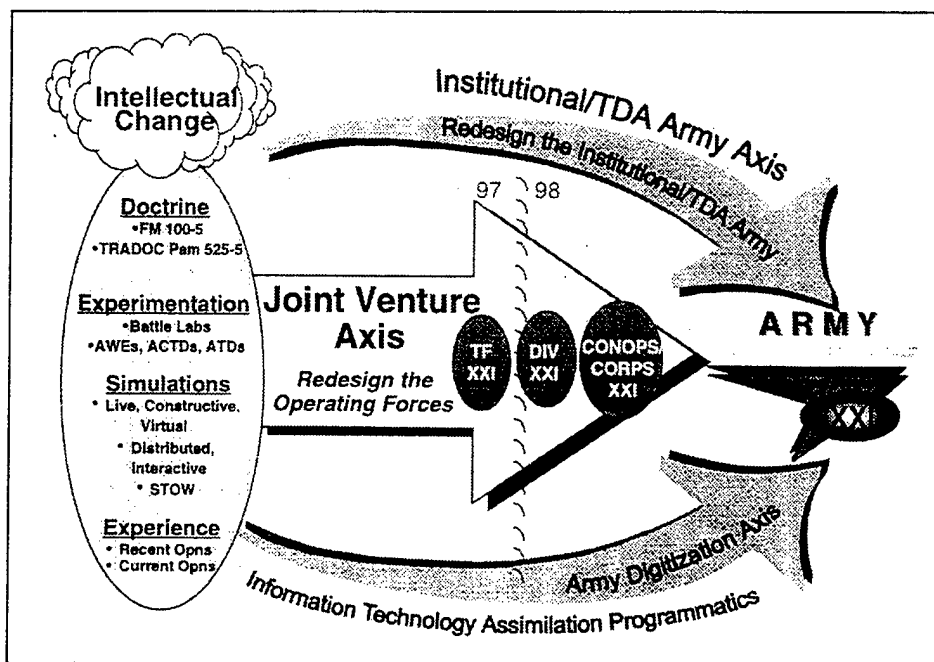 Intellectual
Change
Doctrine
•FM 100-5
•TRADOC Pam 525-5
Experimentation
•Battle Labs
•AWEs, ACTDs, ATDs
Simulations
• Live, Constructive,
Virtual
• Distributed,
Interactive
• STOW
Experience
• Recent Opns
• Current Opns
Institutional/TDA Army Axis
Redesign the Institutional/TDA Army
97
98
Joint Venture
Axis
Redesign the
Operating Forces
TF
XXI
DIV
XXI
CONOPS/
CORPS
XXI
ARMY
XXI
Army Digitization Axis
Information Technology Assimilation Programmatics